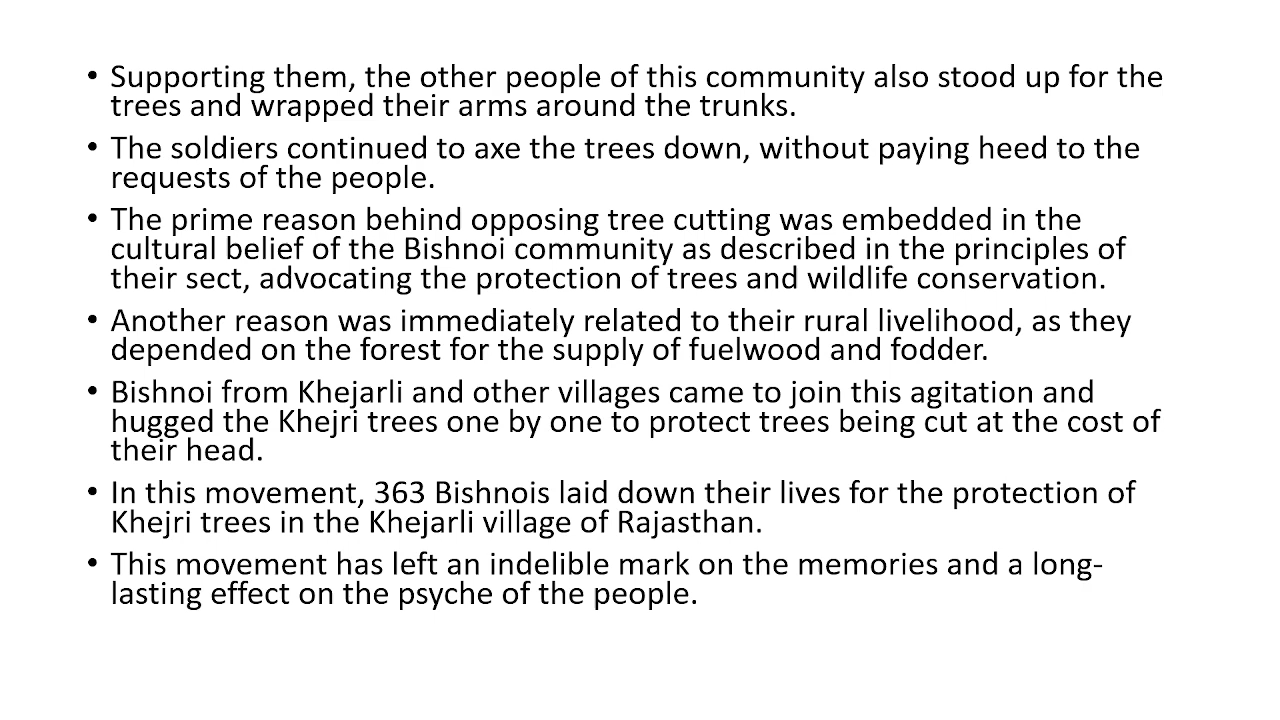 • Supporting them, the other people of this community also stood up for the
trees and wrapped their arms around the trunks.
• The soldiers continued to axe the trees down, without paying heed to the
requests of the people.
• The prime reason behind opposing tree cutting was embedded in the
cultural belief of the Bishnoi community as described in the principles of
their sect, advocating the protection of trees and wildlife conservation.
• Another reason was immediately related to their rural livelihood, as they
depended on the forest for the supply of fuelwood and fodder.
• Bishnoi from Khejarli and other villages came to join this agitation and
hugged the Khejri trees one by one to protect trees being cut at the cost of
their head.
• In this movement, 363 Bishnois laid down their lives for the protection of
Khejri trees in the Khejarli village of Rajasthan.
• This movement has left an indelible mark on the memories and a long-
lasting effect on the psyche of the people.